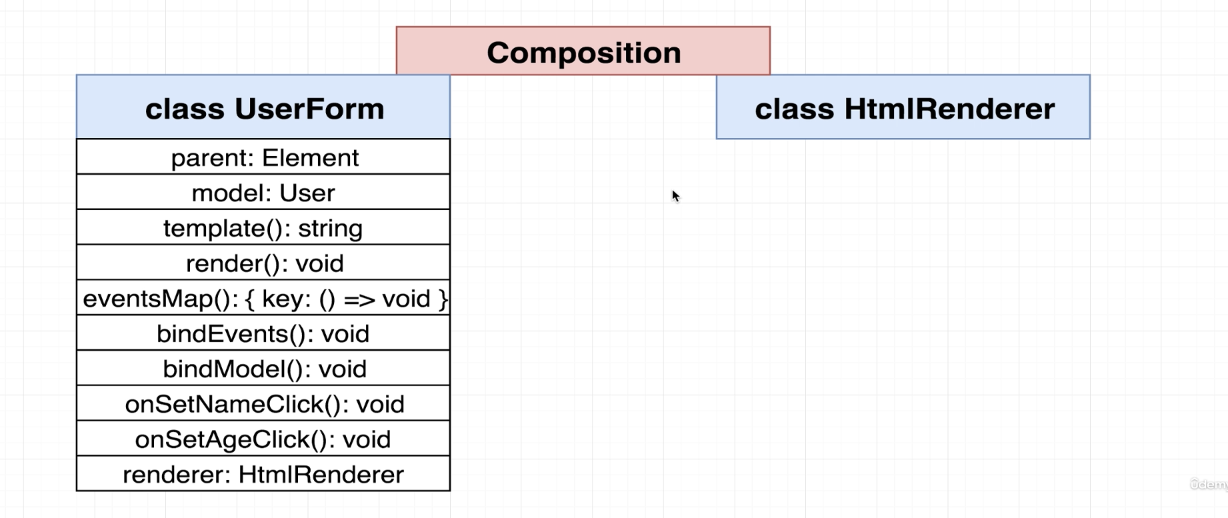 Composition
class UserForm
class HtmlRenderer
parent: Element
model: User
template(): string
render(): void
eventsMap(): { key: () => void }
bindEvents(): void
bindModel(): void
onSetNameClick(): void
onSetAgeClick(): void
renderer: HtmlRenderer
ûdemy